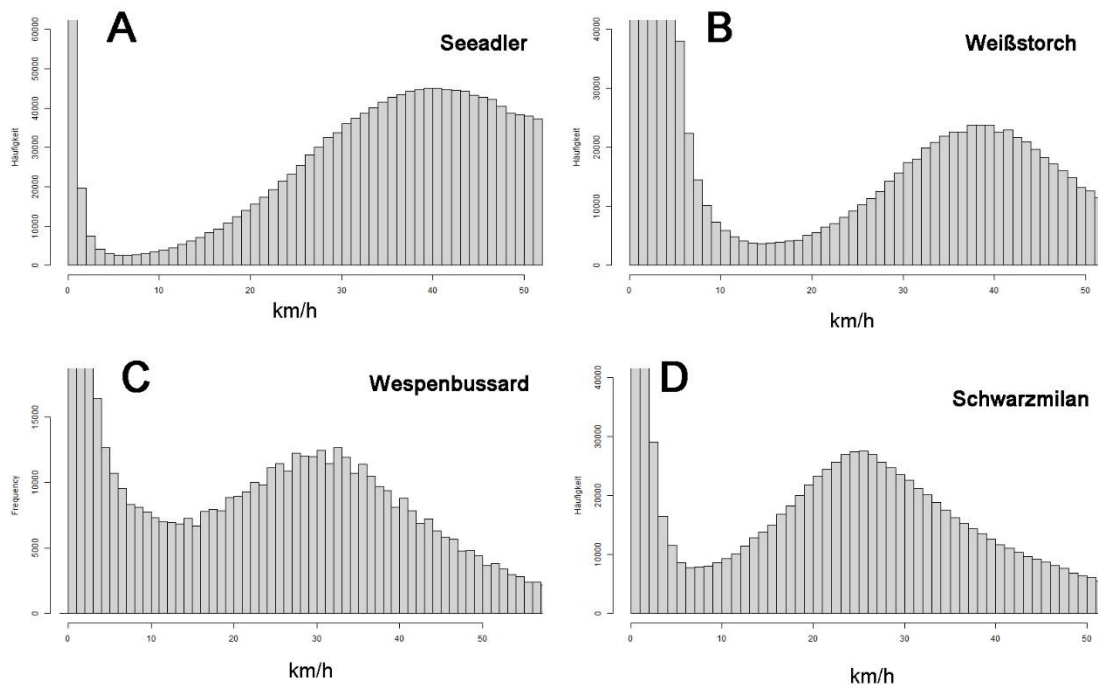 A
Seeadler
Häufigkeit
0 10000 20000 30000 40000 50000 60000
0 10 20 30 40 50
km/h
B
Weißstorch
Häufigkeit
0 10000 20000 30000 40000
0 10 20 30 40 50
km/h
C
Wespenbussard
Frequency
0 5000 10000 15000
0 10 20 30 40 50
km/h
D
Schwarzmilan
Häufigkeit
0 10000 20000 30000 40000
0 10 20 30 40 50
km/h